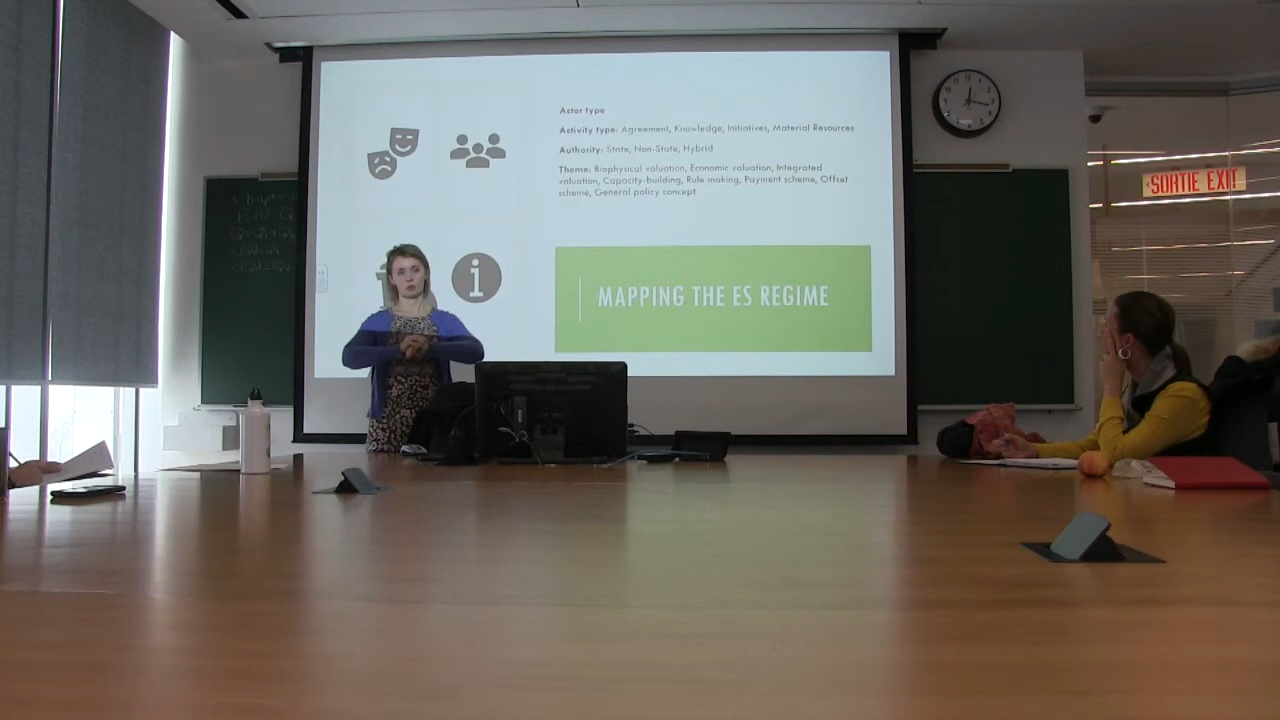 Actor type
Activity type: Agreement, Knowledge, Initiatives, Material Resources
Authority: State, Non-State, Hybrid
Theme: Biophysical valuation, Economic valuation, Integrated
valuation, Capacity-building, Rule making, Payment scheme, Offset
scheme, General policy concept
MAPPING THE ES REGIME
SORTIE EXIT